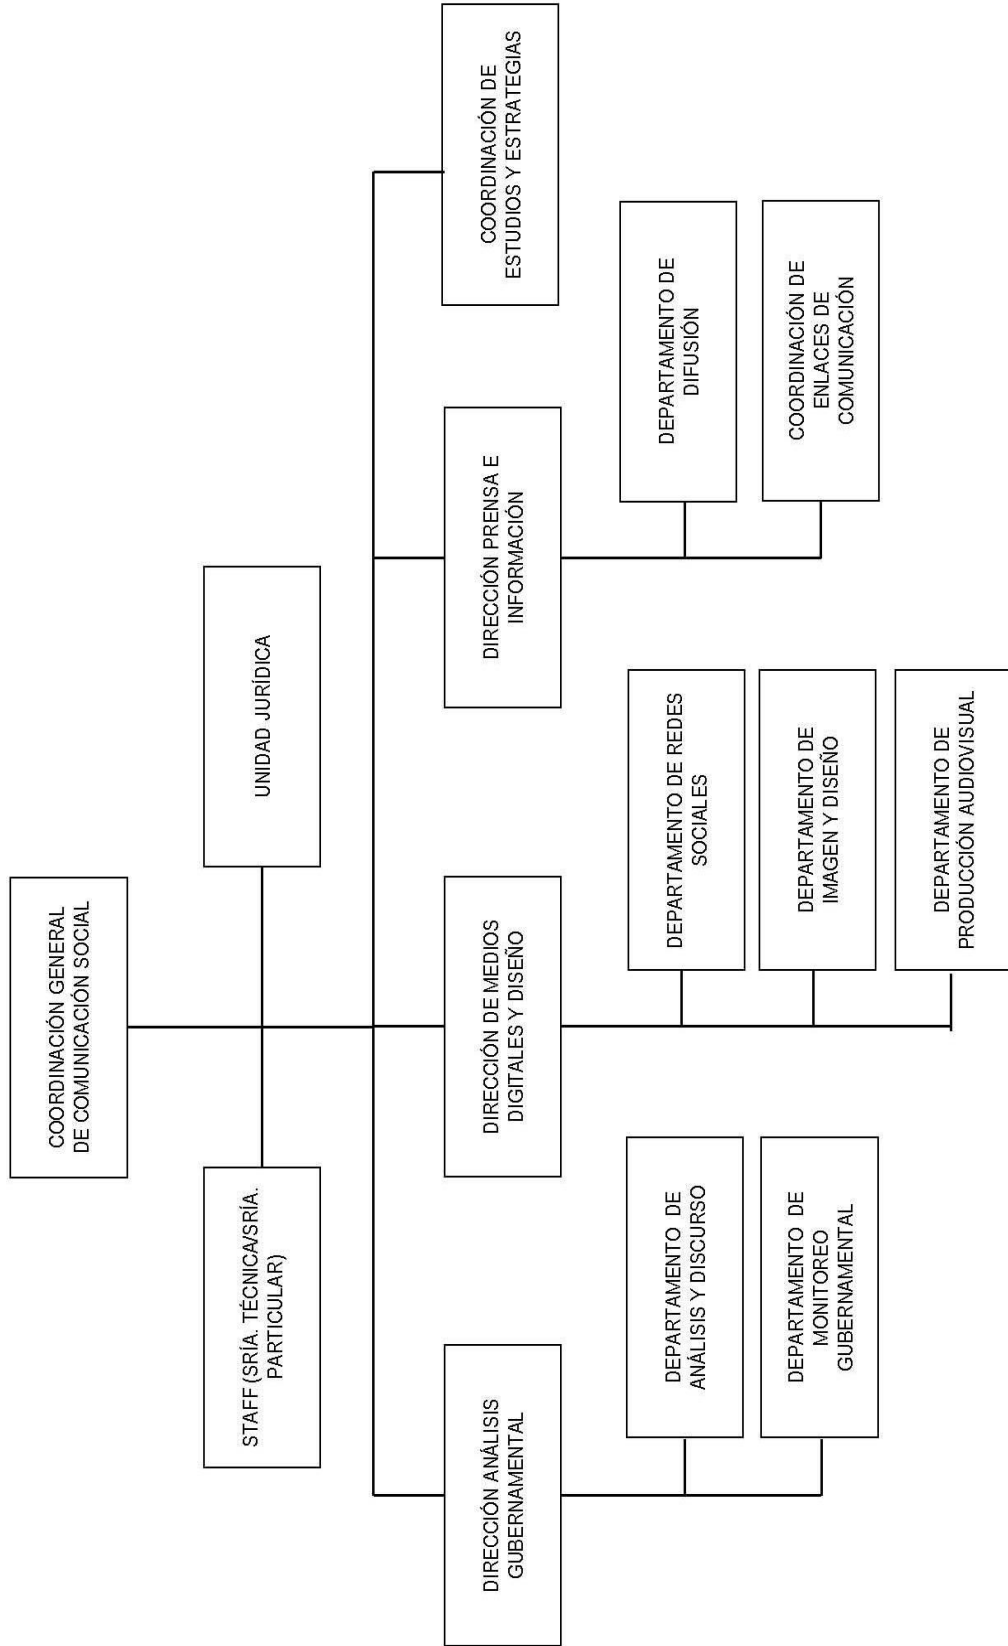 COORDINACIÓN GENERAL
DE COMUNICACIÓN SOCIAL
STAFF (SRÍA. TÉCNICA/SRÍA.
PARTICULAR)
UNIDAD JURÍDICA
DIRECCIÓN ANÁLISIS
GUBERNAMENTAL
DIRECCIÓN DE MEDIOS
DIGITALES Y DISEÑO
DIRECCIÓN PRENSA E
INFORMACIÓN
COORDINACIÓN DE
ESTUDIOS Y ESTRATEGIAS
DEPARTAMENTO DE
ANÁLISIS Y DISCURSO
DEPARTAMENTO DE
MONITOREO
GUBERNAMENTAL
DEPARTAMENTO DE REDES
SOCIALES
DEPARTAMENTO DE
IMAGEN Y DISEÑO
DEPARTAMENTO DE
PRODUCCIÓN AUDIOVISUAL
DEPARTAMENTO DE
DIFUSIÓN
COORDINACIÓN DE
ENLACES DE
COMUNICACIÓN